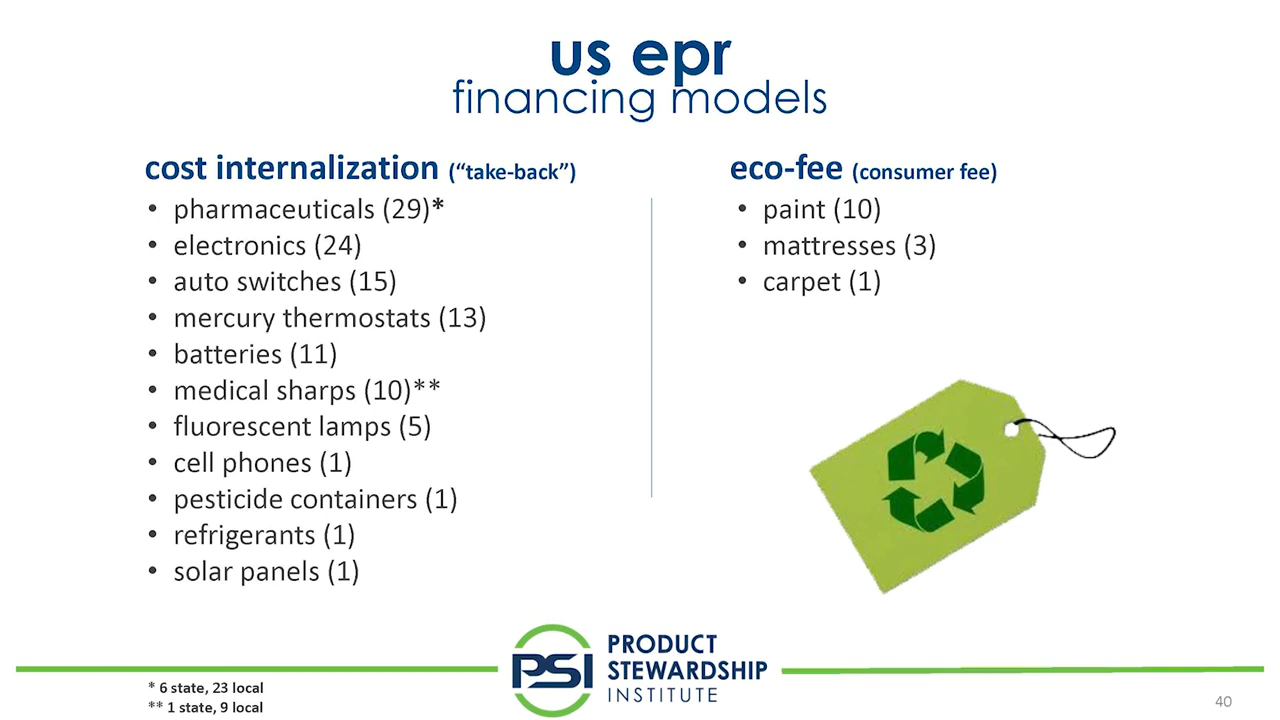 us epr
financing models
cost internalization (“take-back”)
• pharmaceuticals (29)*
• electronics (24)
• auto switches (15)
• mercury thermostats (13)
• batteries (11)
• medical sharps (10)**
• fluorescent lamps (5)
• cell phones (1)
• pesticide containers (1)
• refrigerants (1)
• solar panels (1)
eco-fee (consumer fee)
• paint (10)
• mattresses (3)
• carpet (1)
PSI
PRODUCT
STEWARDSHIP
INSTITUTE
* 6 state, 23 local
** 1 state, 9 local
40